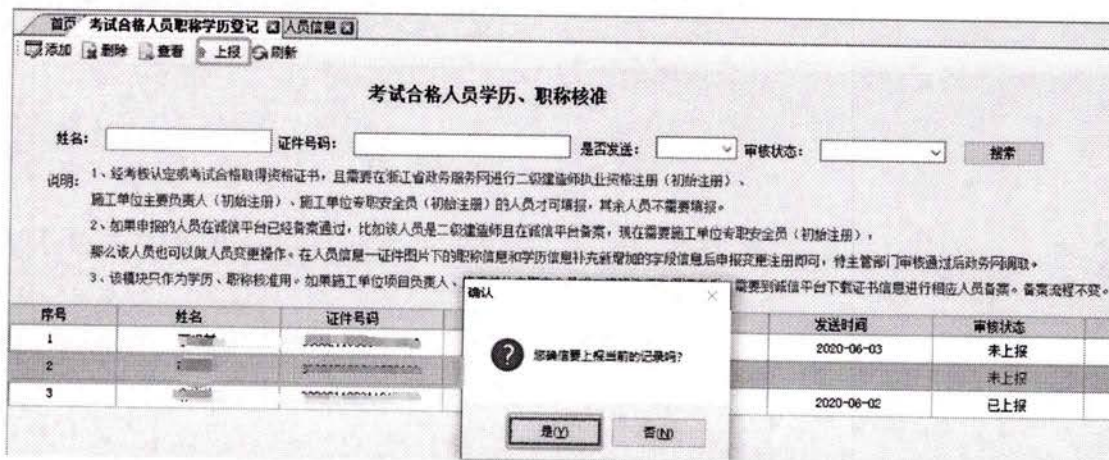 首页 考试合格人员职称学历登记 人员信息
添加 删除 查看 上报 刷新
考试合格人员学历、职称核准
姓名: 证件号码: 是否发送: 审核状态: 搜索
说明: 1、经考核认定或考试合格取得资格证书，且需要在浙江省政务服务网进行二级建造师执业资格注册（初始注册）、
施工单位主要负责人（初始注册）、施工单位专职安全员（初始注册）的人员才可填报，其余人员不需要填报。
2、如果申报的人员在诚信平台已经备案通过，比如该人员是二级建造师且在诚信平台备案，现在需要施工单位专职安全员（初始注册），
那么该人员也可以做人员变更操作。在人员信息—证件图片下的职称信息和学历信息补充新增加的字段信息后申报变更注册即可，待主管部门审核通过后政务网调取。
3、该模块只作为学历、职称核准用。如果施工单位项目负责人、 需要到诚信平台下载证书信息进行相应人员备案。备案流程不变。
确认
您确信要上报当前的记录吗?
是(Y) 否(N)
序号 姓名 证件号码 发送时间 审核状态
1 2020-06-03 未上报
2 未上报
3 2020-06-02 已上报